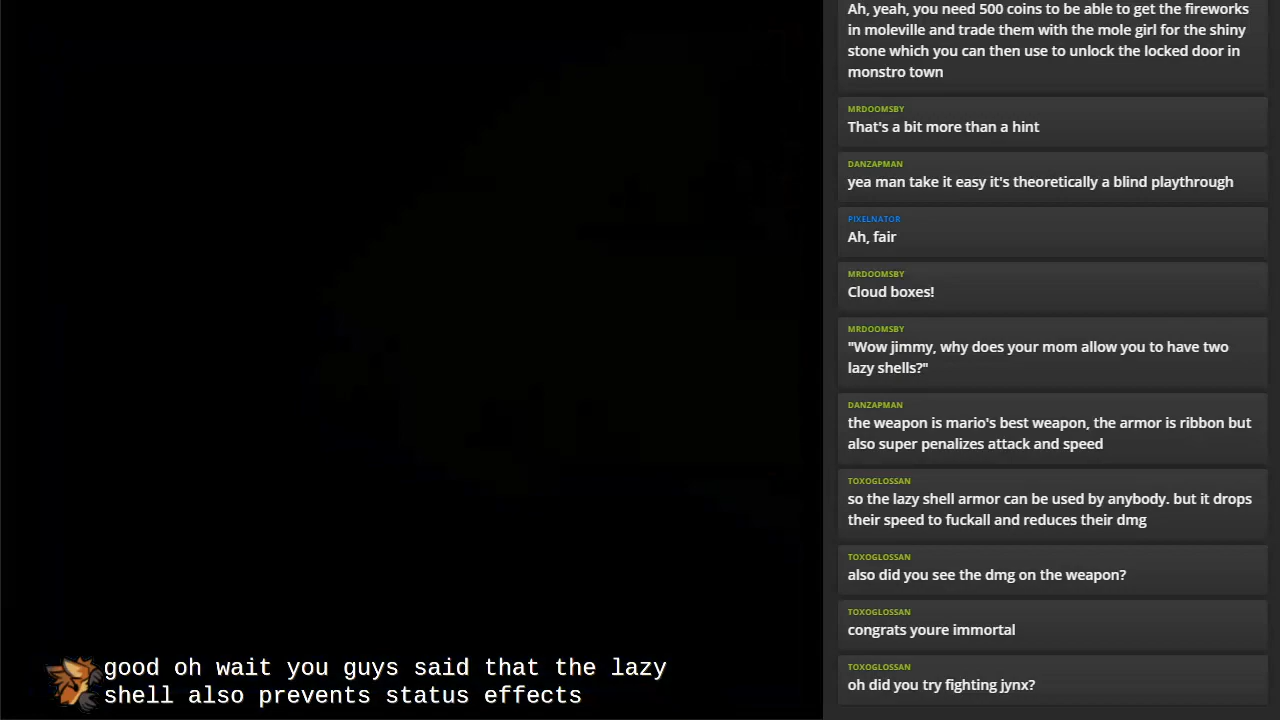 Ah, yeah, you need 500 coins to be able to get the fireworks
in moleville and trade them with the mole girl for the shiny
stone which you can then use to unlock the locked door in
monstro town
MRDOOMSBY
That's a bit more than a hint
DANZAPMAN
yea man take it easy it's theoretically a blind playthrough
PIXELNATOR
Ah, fair
MRDOOMSBY
Cloud boxes!
MRDOOMSBY
"Wow jimmy, why does your mom allow you to have two
lazy shells?"
DANZAPMAN
the weapon is mario's best weapon, the armor is ribbon but
also super penalizes attack and speed
TOXOGLOSSAN
so the lazy shell armor can be used by anybody. but it drops
their speed to fuckall and reduces their dmg
TOXOGLOSSAN
also did you see the dmg on the weapon?
TOXOGLOSSAN
congrats youre immortal
TOXOGLOSSAN
oh did you try fighting jynx?
good oh wait you guys said that the lazy
shell also prevents status effects